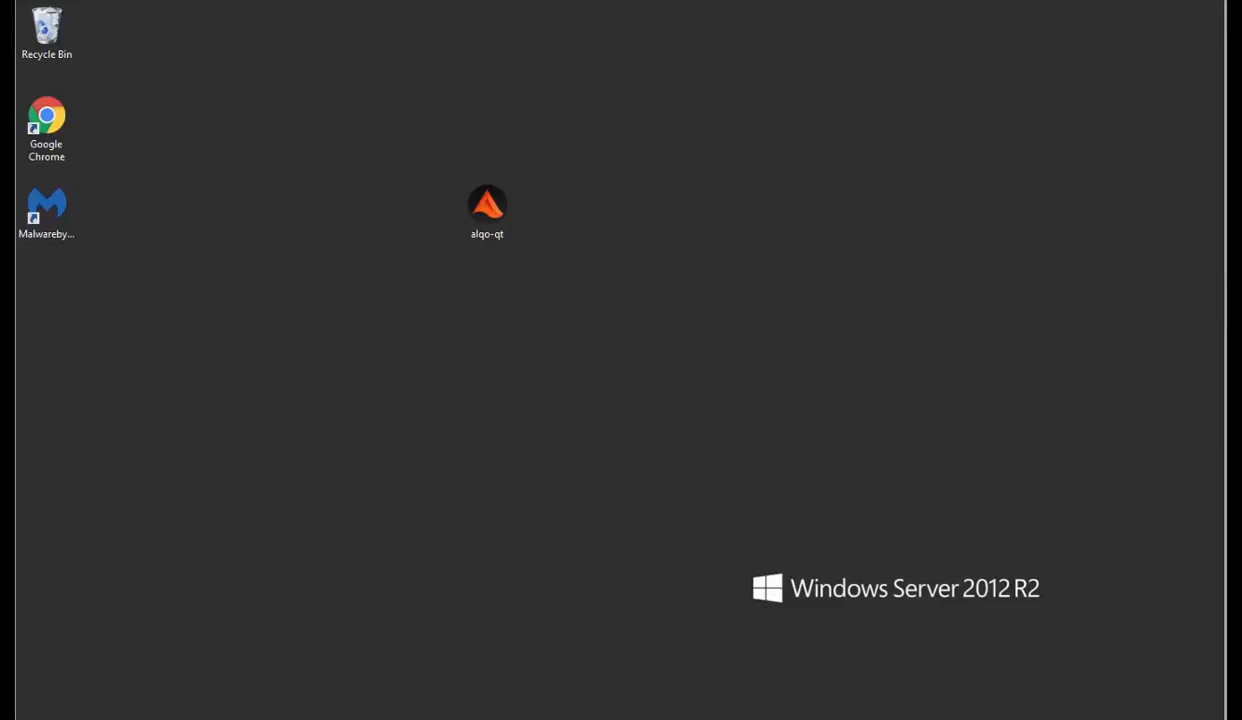 Recycle Bin
Google
Chrome
Malwareby...
alqo-qt
Windows Server 2012 R2